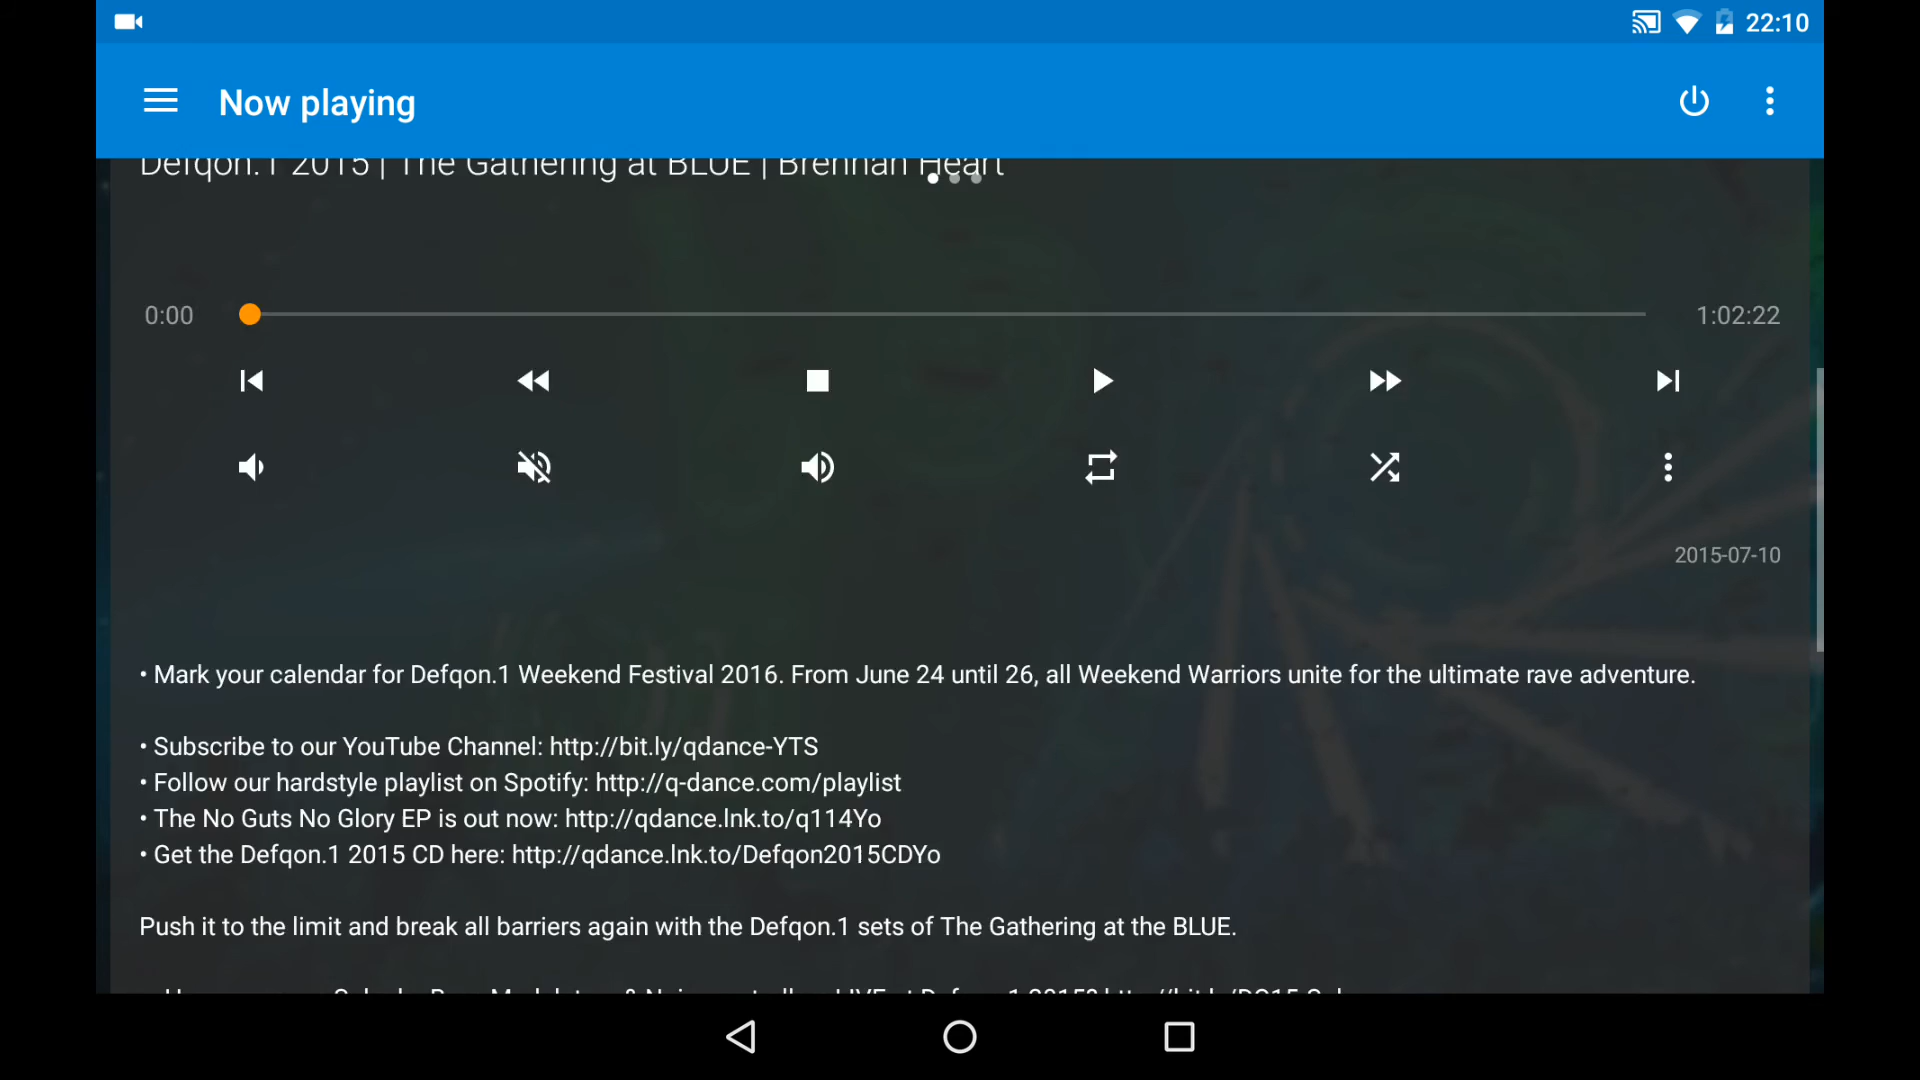 22:10
Now playing
Defqon.1 2015 | The Gathering at BLUE | Brennan Heart
0:00
1:02:22
2015-07-10
• Mark your calendar for Defqon.1 Weekend Festival 2016. From June 24 until 26, all Weekend Warriors unite for the ultimate rave adventure.
• Subscribe to our YouTube Channel: http://bit.ly/qdance-YTS
• Follow our hardstyle playlist on Spotify: http://q-dance.com/playlist
• The No Guts No Glory EP is out now: http://qdance.lnk.to/q114Yo
• Get the Defqon.1 2015 CD here: http://qdance.lnk.to/Defqon2015CDYo
Push it to the limit and break all barriers again with the Defqon.1 sets of The Gathering at the BLUE.